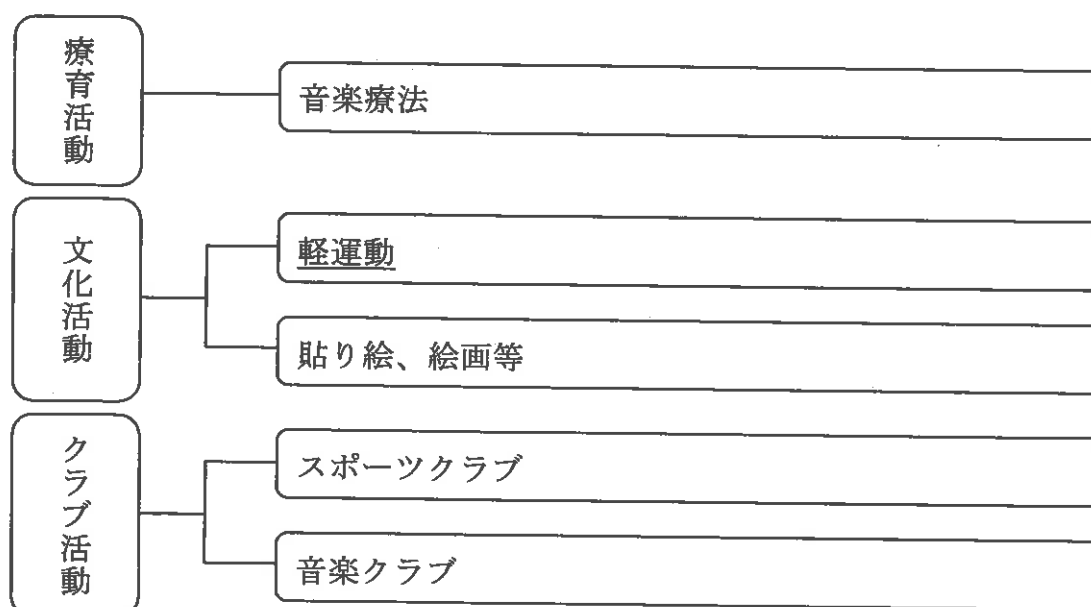 療育活動
音楽療法
文化活動
軽運動
貼り絵、絵画等
クラブ活動
スポーツクラブ
音楽クラブ